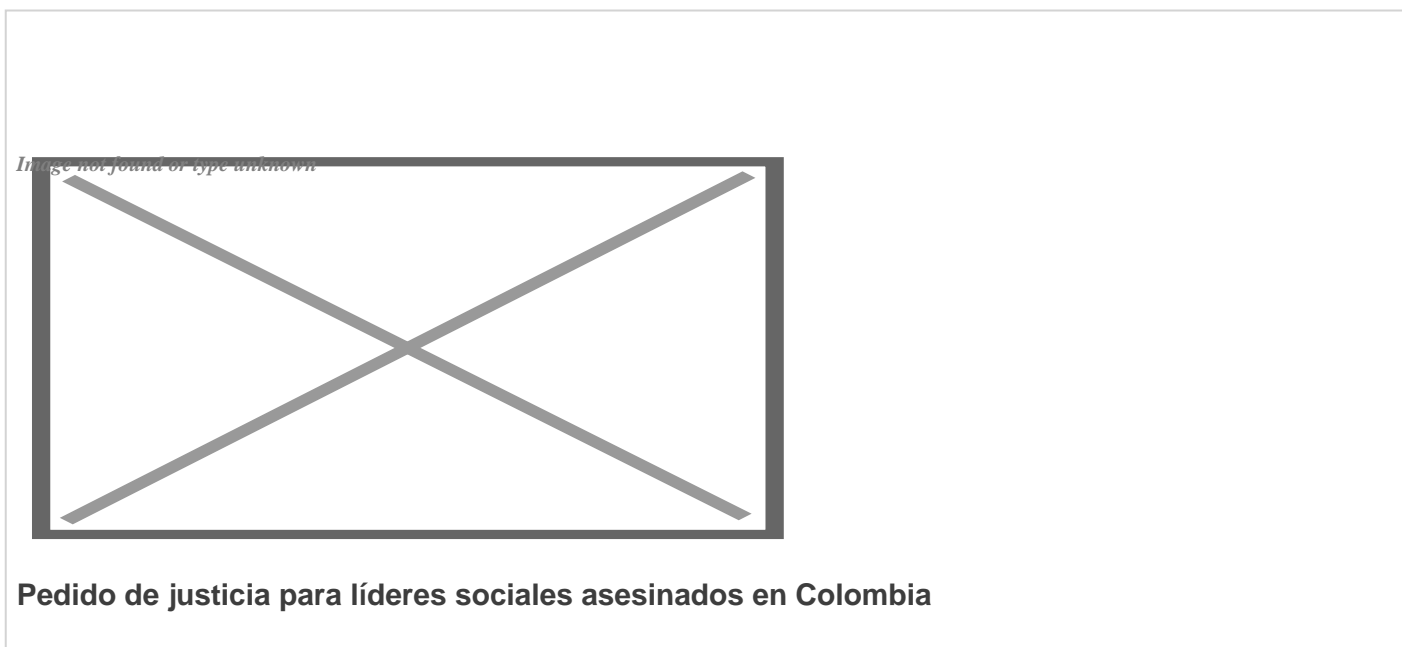 Image not found or type unknown
Pedido de justicia para líderes sociales asesinados en Colombia